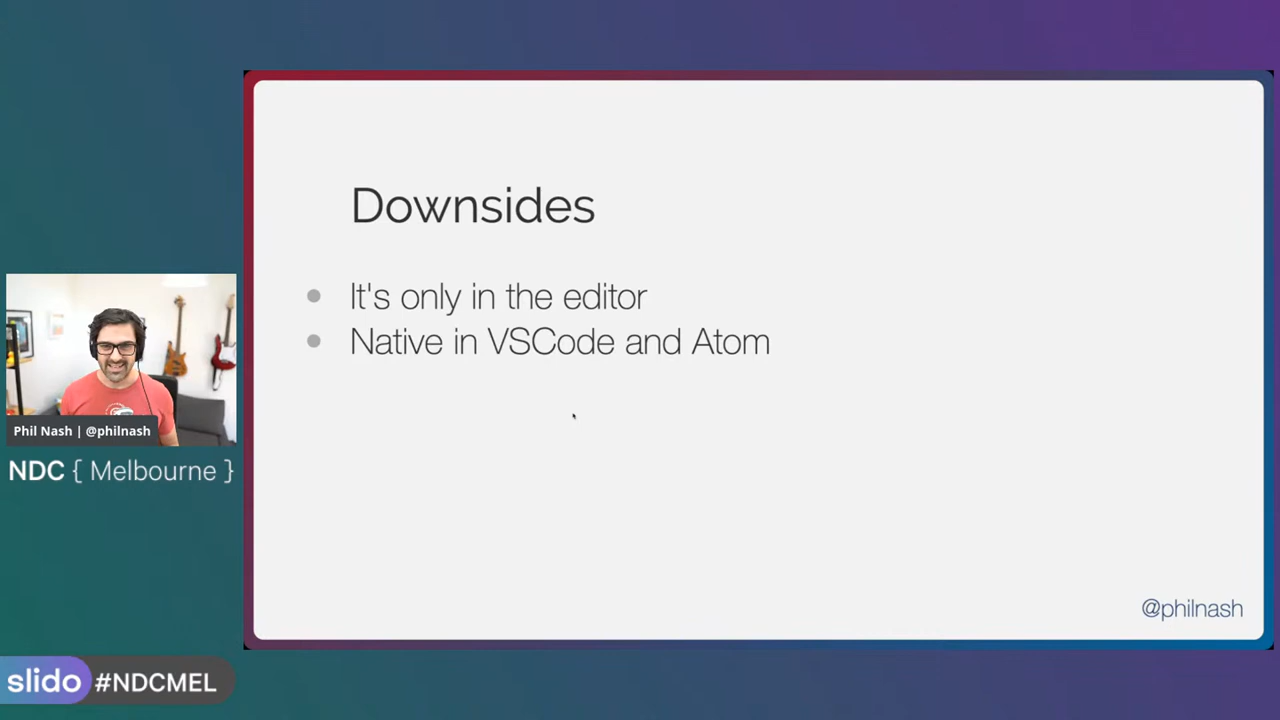 Downsides
It's only in the editor
Native in VSCode and Atom
@philnash
Phil Nash | @philnash
NDC { Melbourne }
slido #NDCMEL